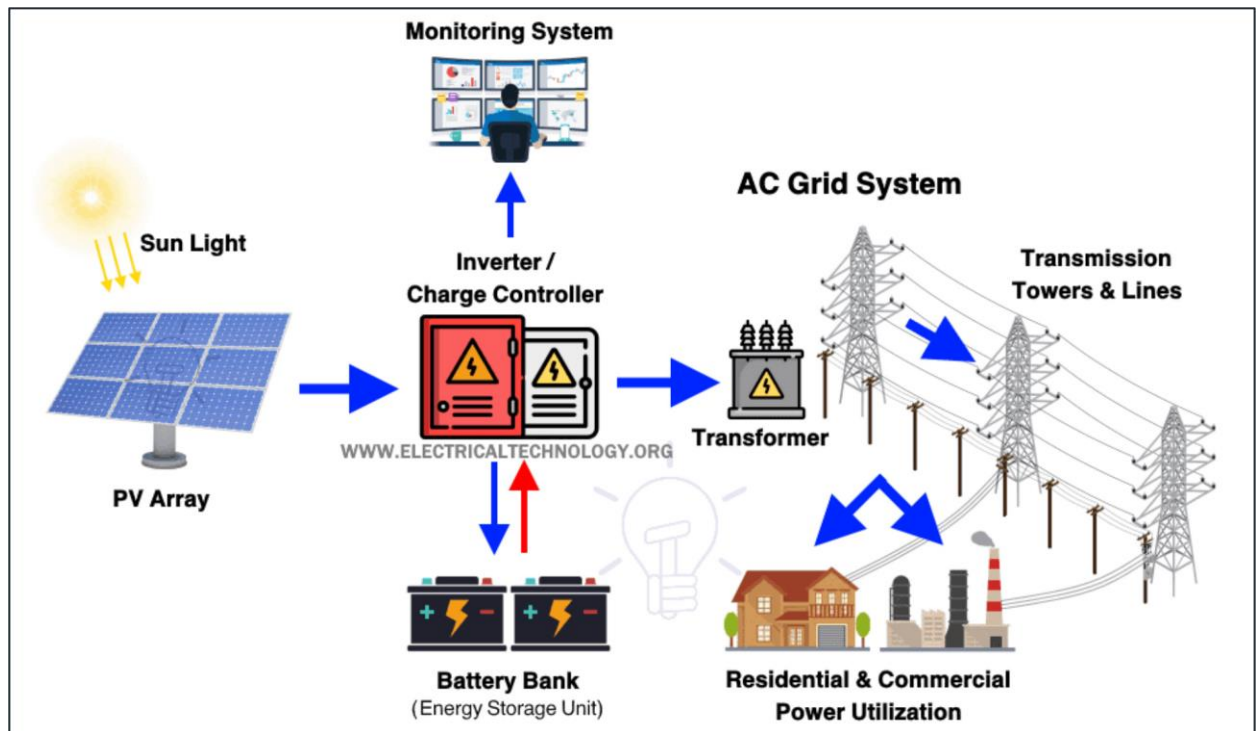 Monitoring System
AC Grid System
Sun Light
Transmission
Towers & Lines
Inverter /
Charge Controller
WWW.ELECTRICALTECHNOLOGY.ORG
Transformer
PV Array
+ - + -
Battery Bank
(Energy Storage Unit)
Residential & Commercial
Power Utilization